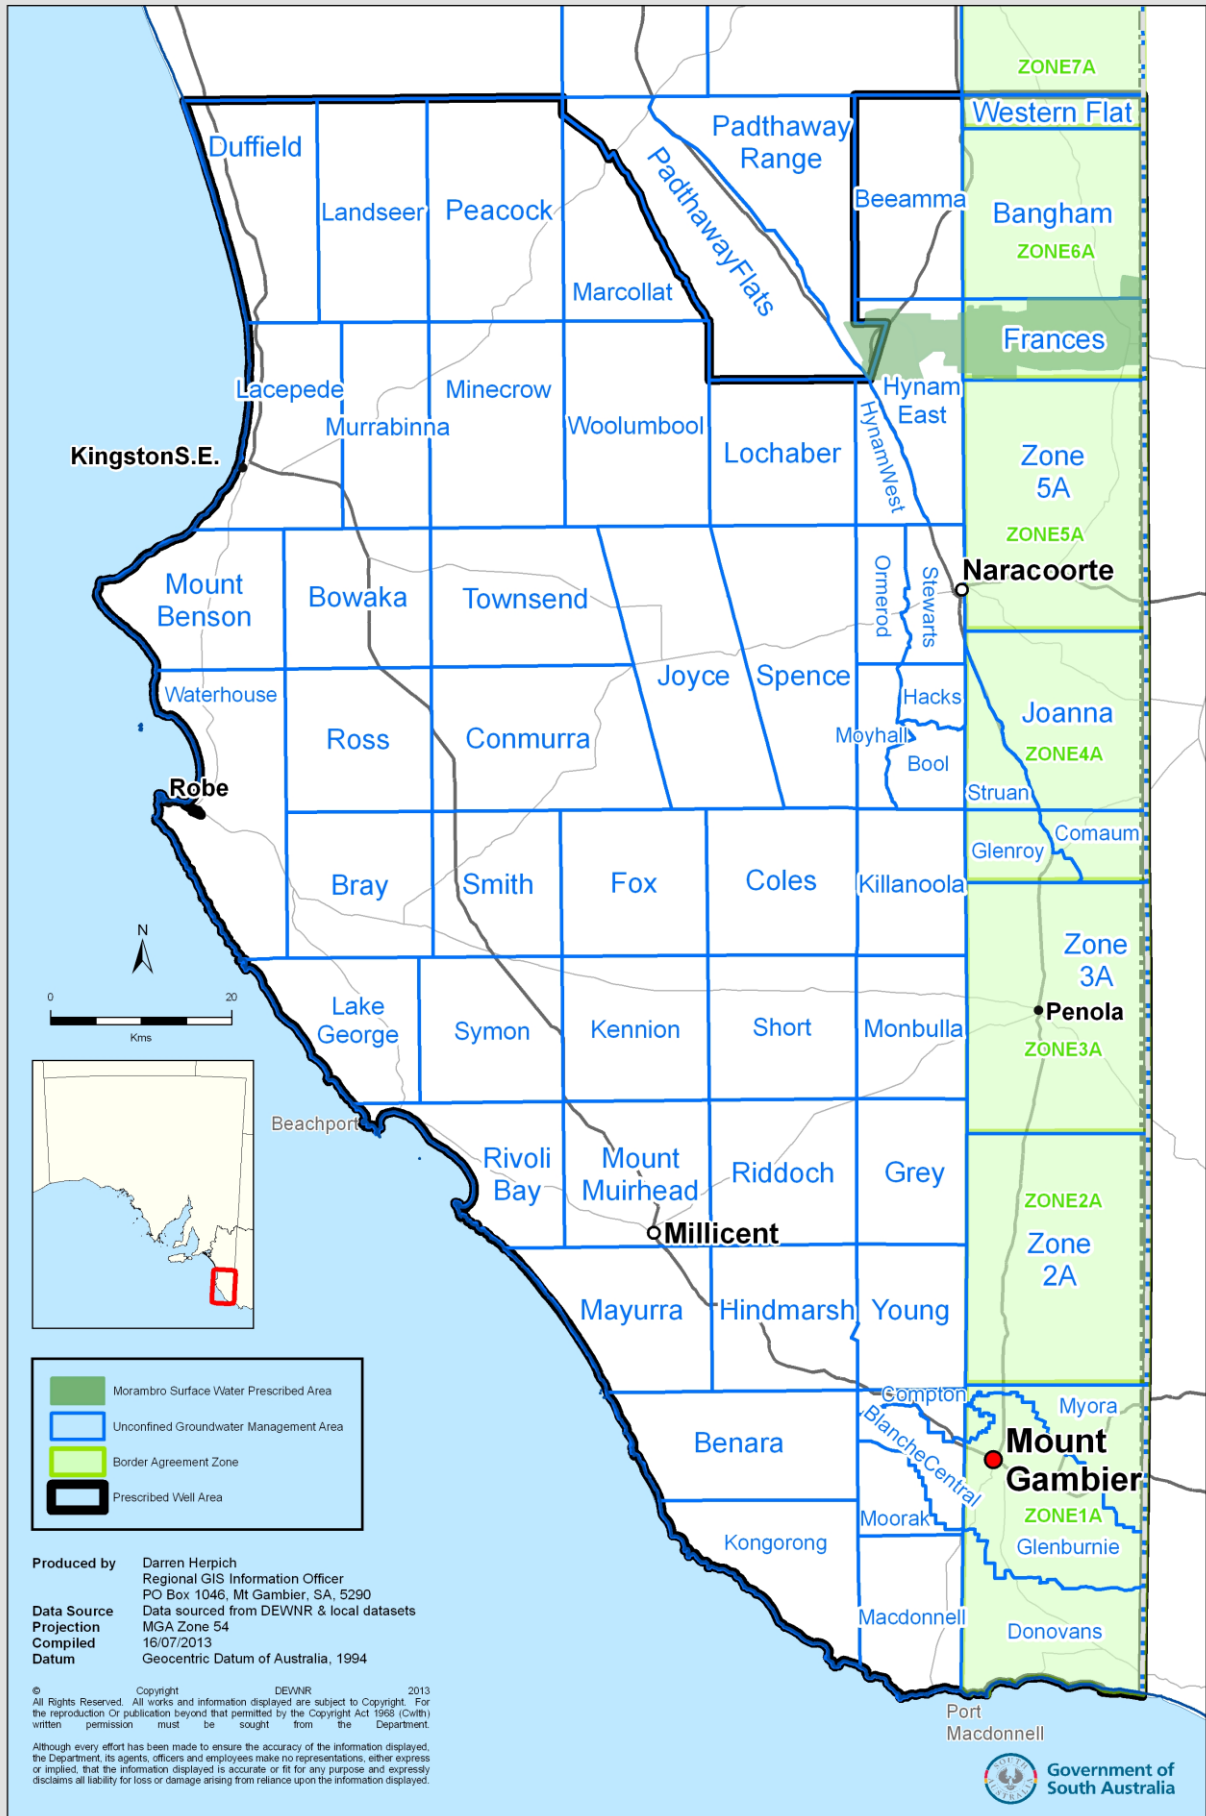 ZONE7A
Western Flat
Padthaway
Range
Duffield
PadthawayFlats
Beeamma
Landseer
Peacock
Bangham
ZONE6A
Marcollat
Frances
Lacepede
Minecrow
Hynam
East
Murrabinna
Woolumbool
HynamWest
KingstonS.E.
Lochaber
Zone
5A
ZONE5A
Naracoorte
Mount
Benson
Bowaka
Townsend
Ormerod
Stewarts
Joyce
Spence
Waterhouse
Hacks
Joanna
Ross
Conmurra
Moyhall
ZONE4A
Bool
Robe
Struan
Comaum
Glenroy
Bray
Smith
Fox
Coles
Killanoola
N
Zone
3A
0
20
Kms
Lake
George
Symon
Kennion
Short
Monbulla
Penola
ZONE3A
Beachport
Rivoli
Bay
Mount
Muirhead
Riddoch
Grey
ZONE2A
Millicent
Zone
2A
Mayurra
Hindmarsh
Young
Compton
Myora
BlancheCentral
Benara
Mount
Gambier
Moorak
ZONE1A
Kongorong
Glenburnie
Macdonnell
Donovans
Port
Macdonnell
Morambro Surface Water Prescribed Area
Unconfined Groundwater Management Area
Border Agreement Zone
Prescribed Well Area
Produced by Darren Herpich
Regional GIS Information Officer
PO Box 1046, Mt Gambier, SA, 5290
Data Source Data sourced from DEWNR & local datasets
Projection MGA Zone 54
Compiled 16/07/2013
Datum Geocentric Datum of Australia, 1994
© Copyright DEWNR 2013
All Rights Reserved. All works and information displayed are subject to Copyright. For
the reproduction Or publication beyond that permitted by the Copyright Act 1968 (Cwlth)
written permission must be sought from the Department.
Although every effort has been made to ensure the accuracy of the information displayed,
the Department, its agents, officers and employees make no representations, either express
or implied, that the information displayed is accurate or fit for any purpose and expressly
disclaims all liability for loss or damage arising from reliance upon the information displayed.
SOUTH
AUSTRALIA
Government of
South Australia